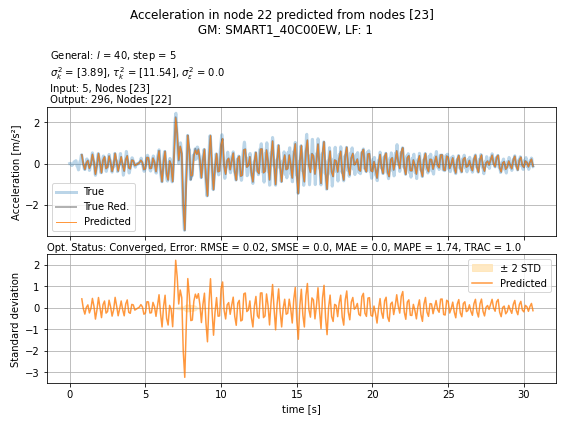 Acceleration in node 22 predicted from nodes [23]
GM: SMART1_40C00EW, LF: 1
General: l = 40, step = 5
σ²ₖ = [3.89], τ²ₖ = [11.54], σ²ε = 0.0
Input: 5, Nodes [23]
Output: 296, Nodes [22]
Acceleration [m/s²]
2
0
−2
True
True Red.
Predicted
Opt. Status: Converged, Error: RMSE = 0.02, SMSE = 0.0, MAE = 0.0, MAPE = 1.74, TRAC = 1.0
Standard deviation
2
1
0
−1
−2
−3
± 2 STD
Predicted
0 5 10 15 20 25 30
time [s]